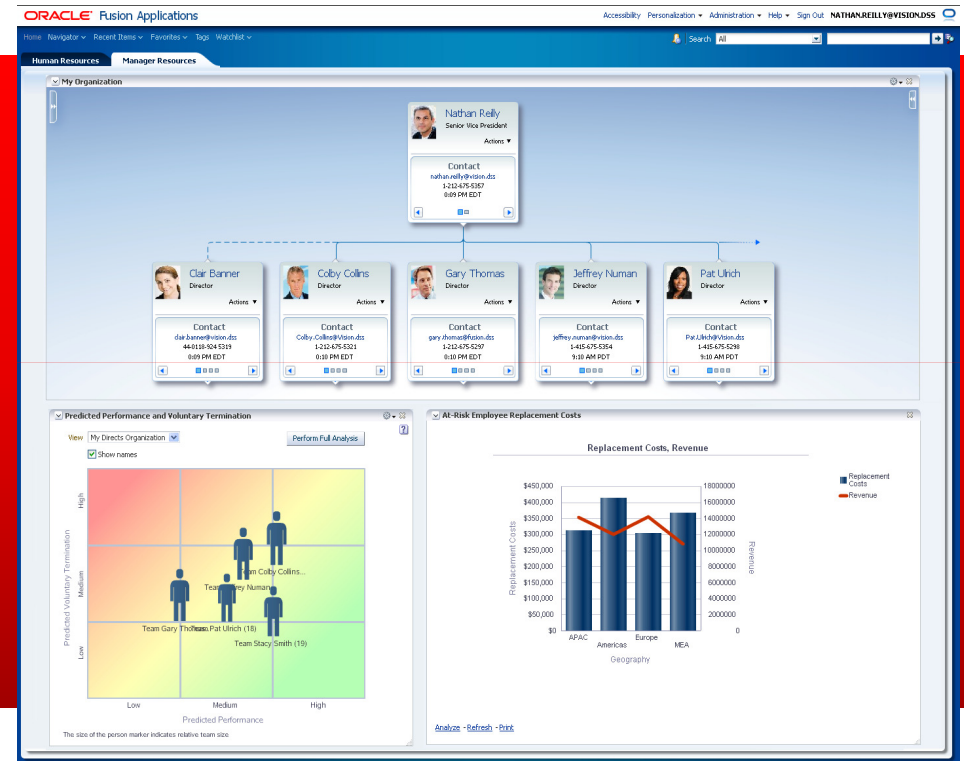 ORACLE Fusion Applications
Accessibility Personalization Administration Help Sign Out NATHAN.REILLY@VISION.DSS
Home Navigator Recent Items Favorites Tags Watchlist
Search All
Human Resources Manager Resources
My Organization
Nathan Reilly
Senior Vice President
Actions
Contact
nathan.reilly@vision.dss
1-212-675-5357
0:09 PM EDT
Clair Banner
Director
Actions
Contact
clair.banner@vision.dss
44-0118-924-5319
0:09 PM EDT
Colby Collins
Director
Actions
Contact
Colby.Collins@Vision.dss
1-212-675-5321
0:10 PM EDT
Gary Thomas
Director
Actions
Contact
gary.thomas@fusion.dss
1-212-675-5297
0:10 PM EDT
Jeffrey Numan
Director
Actions
Contact
jeffrey.numan@Vision.dss
1-415-675-5354
9:10 AM PDT
Pat Ulrich
Director
Actions
Contact
Pat.Ulrich@Vision.dss
1-415-675-5298
9:10 AM PDT
Predicted Performance and Voluntary Termination
?
View My Directs Organization
Perform Full Analysis
Show names
Predicted Voluntary Termination
High
Medium
Low
Team Colby Collins...
Numan...
Team Gary
Pat Ulrich (18)
Team Stacy Smith (19)
Low Medium High
Predicted Performance
The size of the person marker indicates relative team size
At-Risk Employee Replacement Costs
Replacement Costs, Revenue
Replacement Costs
$450,000
$400,000
$350,000
$300,000
$250,000
$200,000
$150,000
$100,000
$50,000
$0
18000000
16000000
14000000
12000000
10000000
8000000
6000000
4000000
2000000
0
Revenue
APAC
Americas
Europe
MEA
Geography
Replacement
Costs
Revenue
Analyze - Refresh - Print